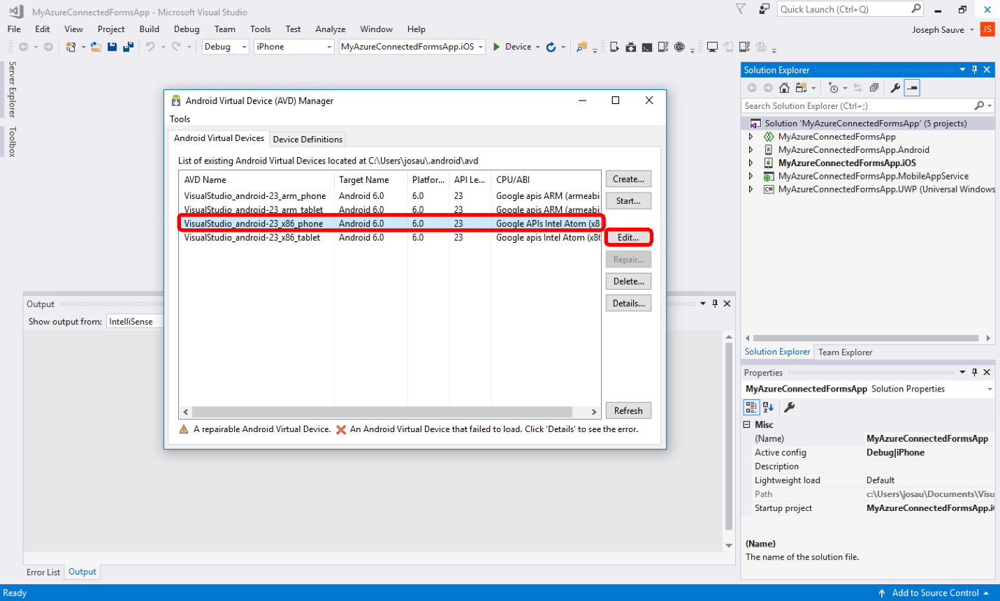 MyAzureConnectedFormsApp - Microsoft Visual Studio
Quick Launch (Ctrl+Q)
File Edit View Project Build Debug Team Tools Test Analyze Window Help
Joseph Sauve JS
Debug iPhone MyAzureConnectedFormsApp.iOS Device
Server Explorer
Toolbox
Android Virtual Device (AVD) Manager
Tools
Android Virtual Devices Device Definitions
List of existing Android Virtual Devices located at C:\Users\josau\.android\avd
AVD Name Target Name Platfor... API Le... CPU/ABI
VisualStudio_android-23_arm_phone Android 6.0 6.0 23 Google apis ARM (armeabi
VisualStudio_android-23_arm_tablet Android 6.0 6.0 23 Google apis ARM (armeabi
VisualStudio_android-23_x86_phone Android 6.0 6.0 23 Google APIs Intel Atom (x8
VisualStudio_android-23_x86_tablet Android 6.0 6.0 23 Google apis Intel Atom (x86
Create...
Start...
Edit...
Repair...
Delete...
Details...
Refresh
A repairable Android Virtual Device. An Android Virtual Device that failed to load. Click 'Details' to see the error.
Output
Show output from: IntelliSense
Error List Output
Solution Explorer
Search Solution Explorer (Ctrl+;)
Solution 'MyAzureConnectedFormsApp' (5 projects)
MyAzureConnectedFormsApp
MyAzureConnectedFormsApp.Android
MyAzureConnectedFormsApp.iOS
MyAzureConnectedFormsApp.MobileAppService
C# MyAzureConnectedFormsApp.UWP (Universal Windows
Solution Explorer Team Explorer
Properties
MyAzureConnectedFormsApp Solution Properties
Misc
(Name) MyAzureConnectedFormsApp
Active config Debug|iPhone
Description
Lightweight load Default
Path c:\Users\josau\Documents\Visu
Startup project MyAzureConnectedFormsApp.i
(Name)
The name of the solution file.
Ready
Add to Source Control